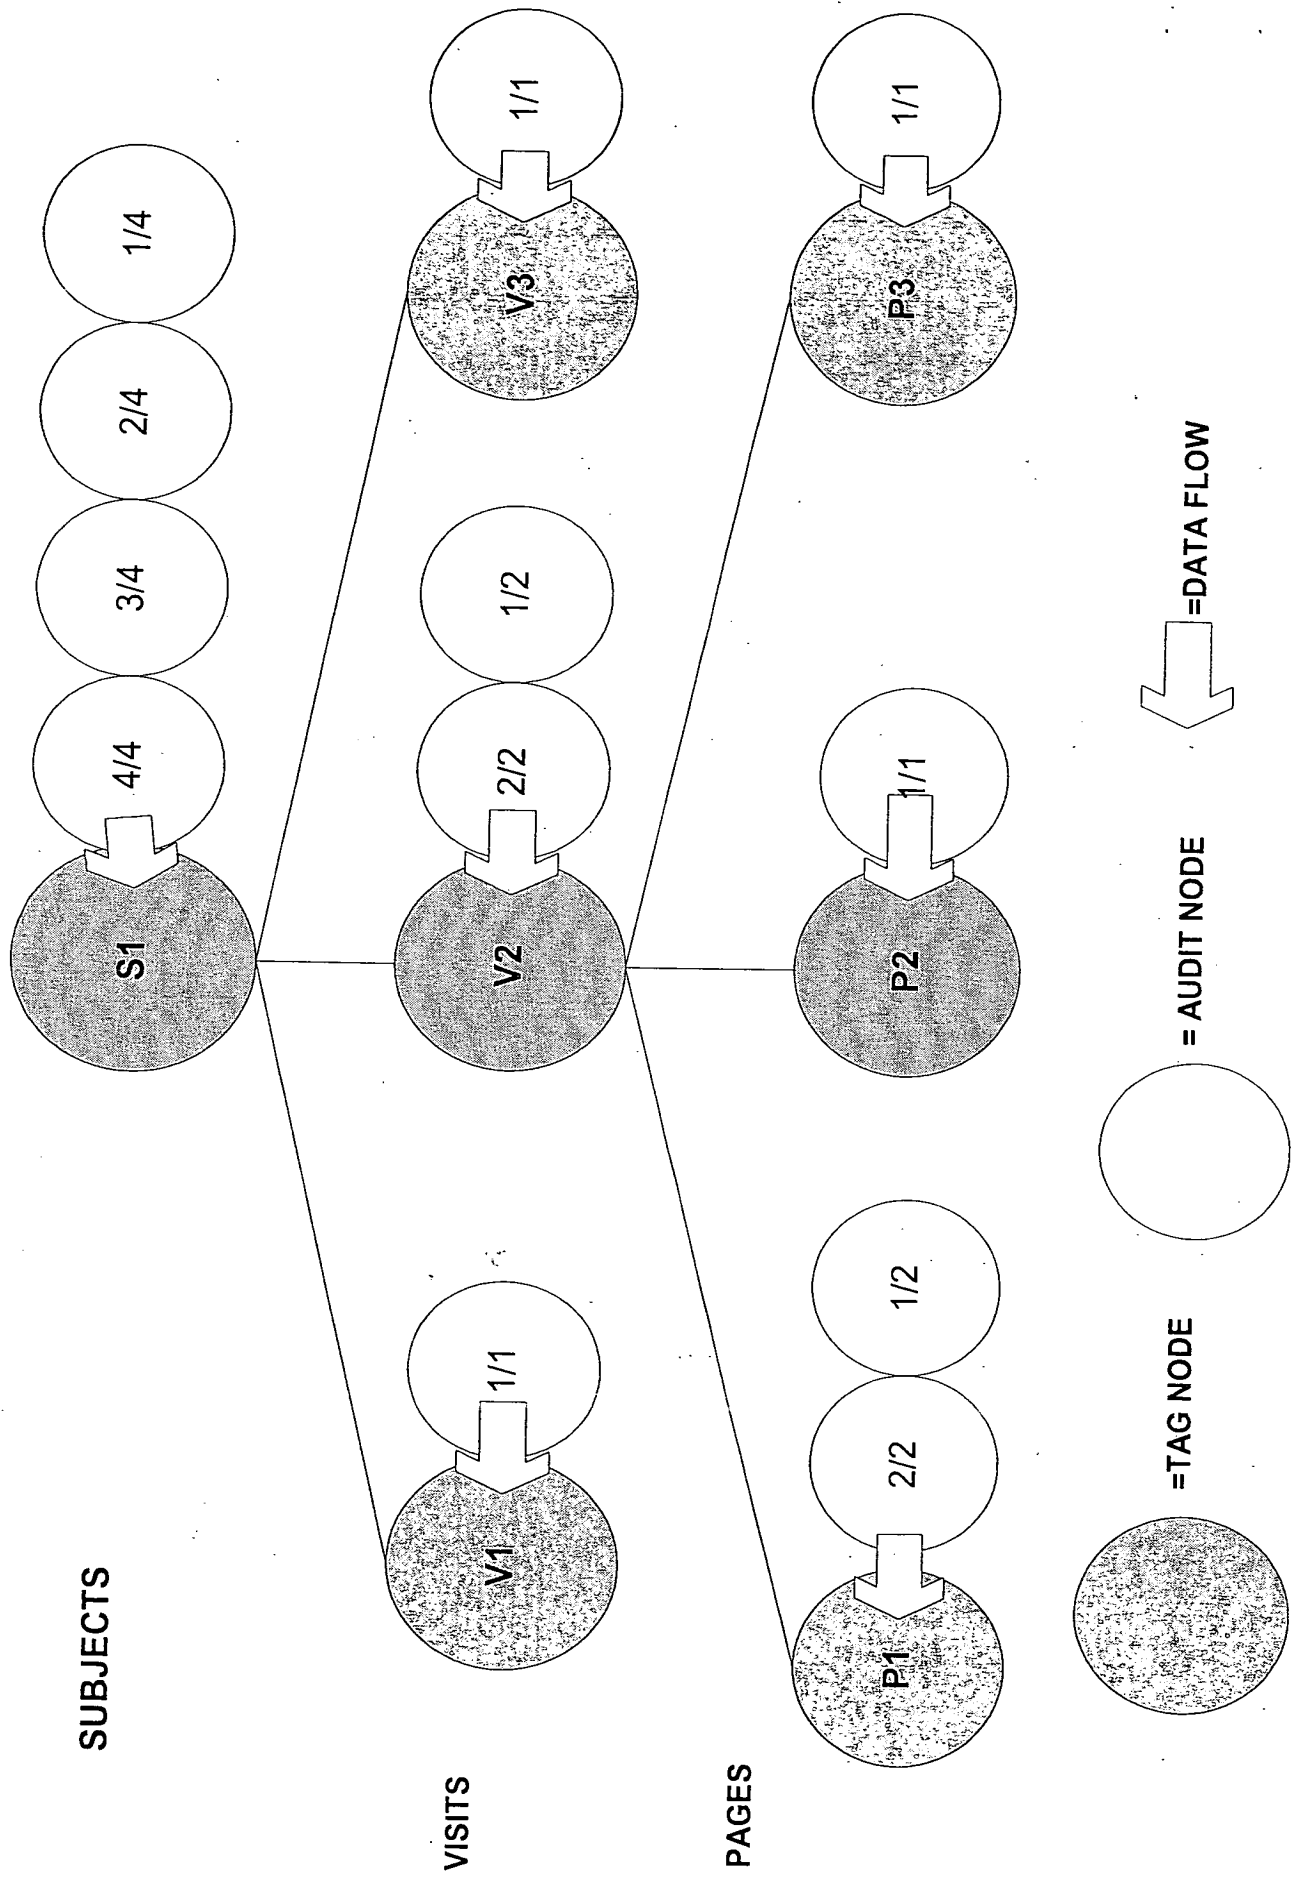 SUBJECTS
S1
4/4
3/4
2/4
1/4
VISITS
V1
1/1
V2
2/2
1/2
V3
1/1
PAGES
P1
2/2
1/2
P2
1/1
P3
1/1
=TAG NODE
= AUDIT NODE
=DATA FLOW